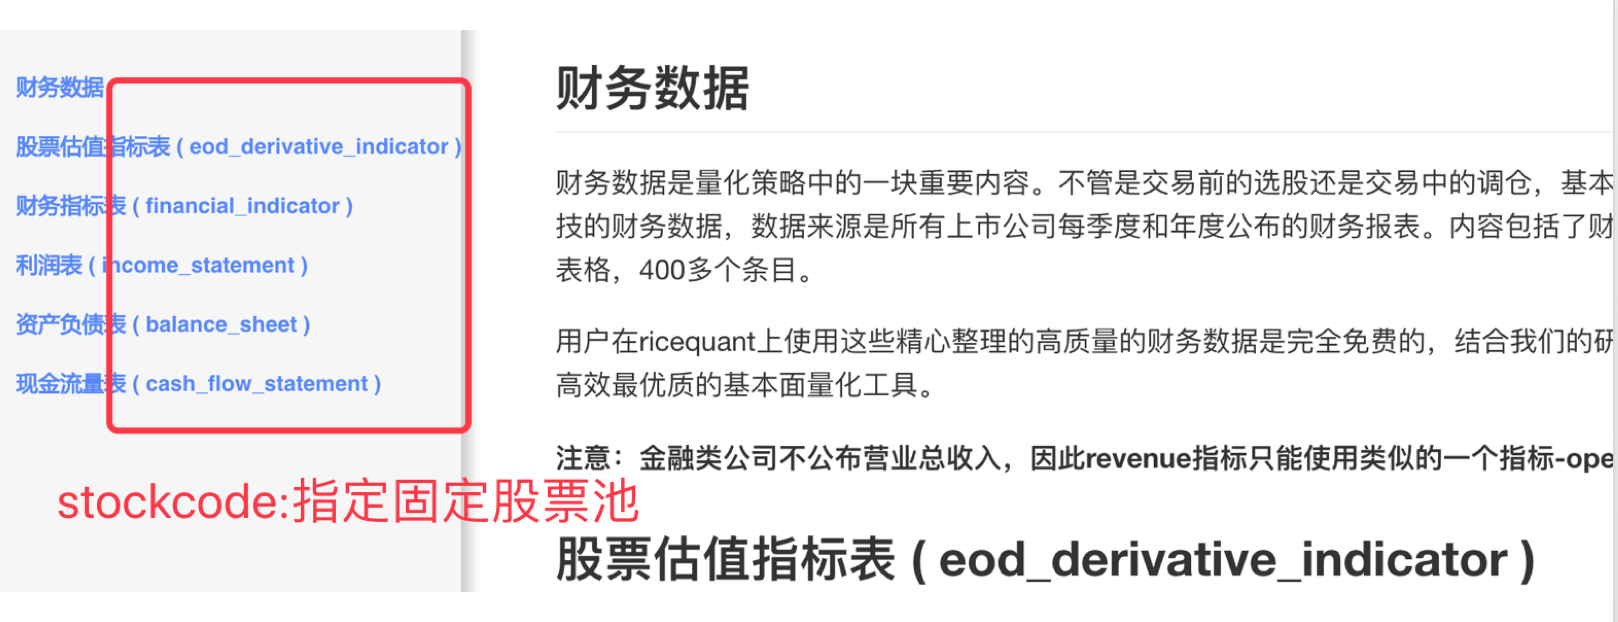 财务数据
股票估值指标表 ( eod_derivative_indicator )
财务指标表 ( financial_indicator )
利润表 ( income_statement )
资产负债表 ( balance_sheet )
现金流量表 ( cash_flow_statement )
stockcode:指定固定股票池
财务数据
财务数据是量化策略中的一块重要内容。不管是交易前的选股还是交易中的调仓，基本
技的财务数据，数据来源是所有上市公司每季度和年度公布的财务报表。内容包括了财
表格，400多个条目。
用户在ricequant上使用这些精心整理的高质量的财务数据是完全免费的，结合我们的研
高效最优质的基本面量化工具。
注意：金融类公司不公布营业总收入，因此revenue指标只能使用类似的一个指标-ope
股票估值指标表 ( eod_derivative_indicator )